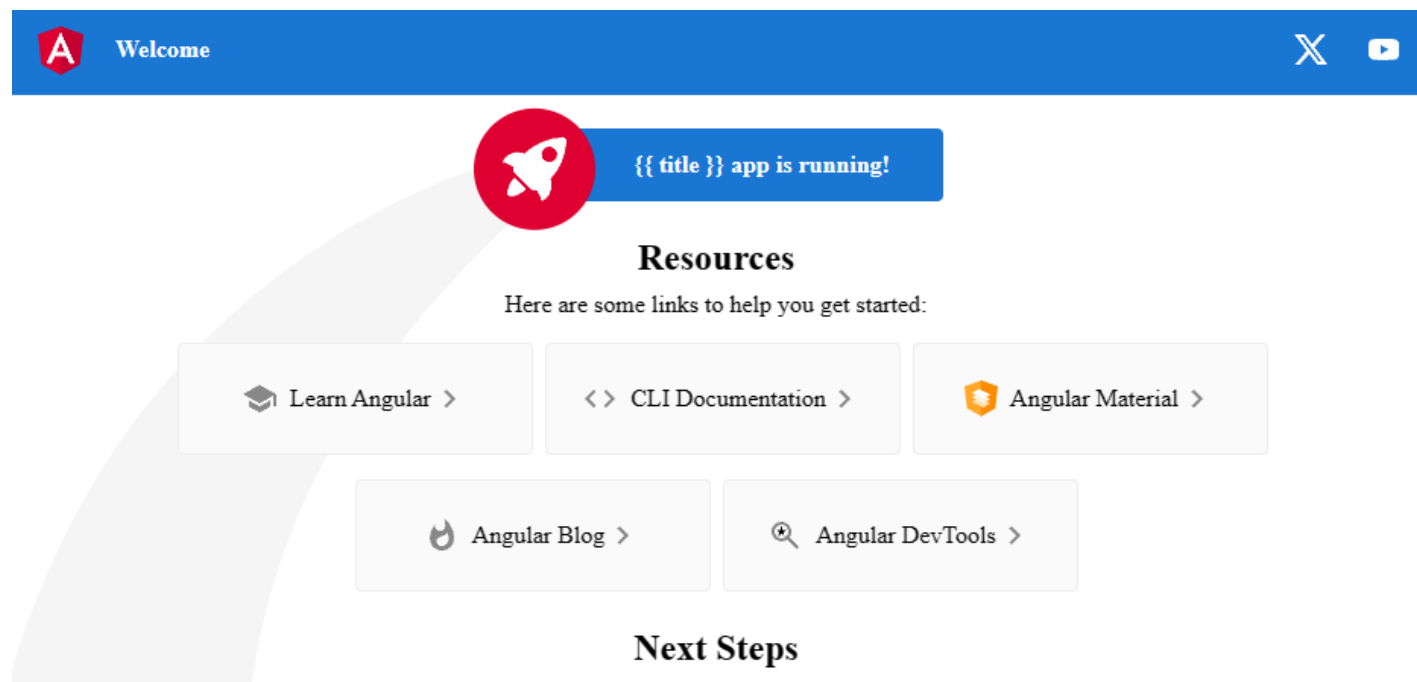 Welcome
{{ title }} app is running!
Resources
Here are some links to help you get started:
Learn Angular
CLI Documentation
Angular Material
Angular Blog
Angular DevTools
Next Steps